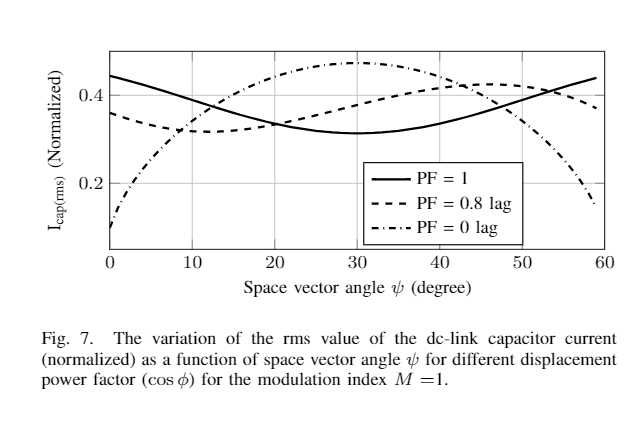 I_cap(rms) (Normalized)
0.4
0.2
PF = 1
PF = 0.8 lag
PF = 0 lag
0 10 20 30 40 50 60
Space vector angle ψ (degree)
Fig. 7. The variation of the rms value of the dc-link capacitor current
(normalized) as a function of space vector angle ψ for different displacement
power factor (cos ϕ) for the modulation index M =1.